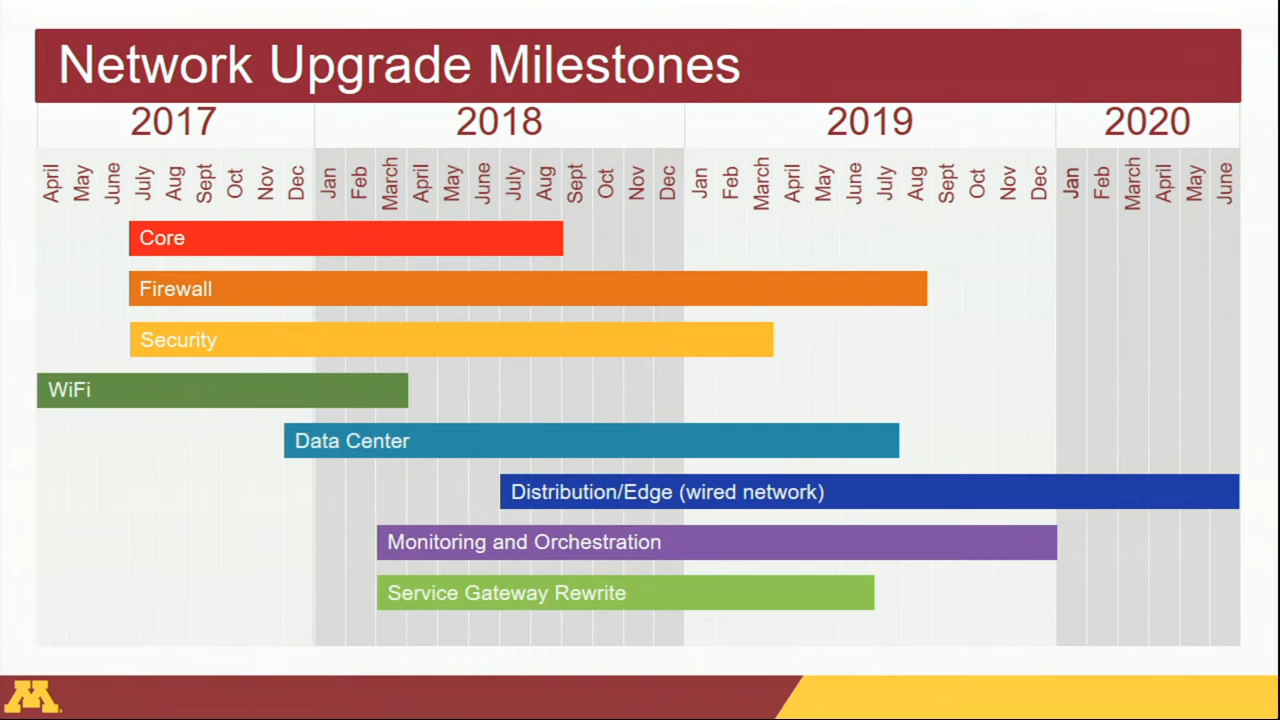 Network Upgrade Milestones
2017 2018 2019 2020
April May June July Aug Sept Oct Nov Dec Jan Feb March April May June July Aug Sept Oct Nov Dec Jan Feb March April May June July Aug Sept Oct Nov Dec Jan Feb March April May June
Core
Firewall
Security
WiFi
Data Center
Distribution/Edge (wired network)
Monitoring and Orchestration
Service Gateway Rewrite
M